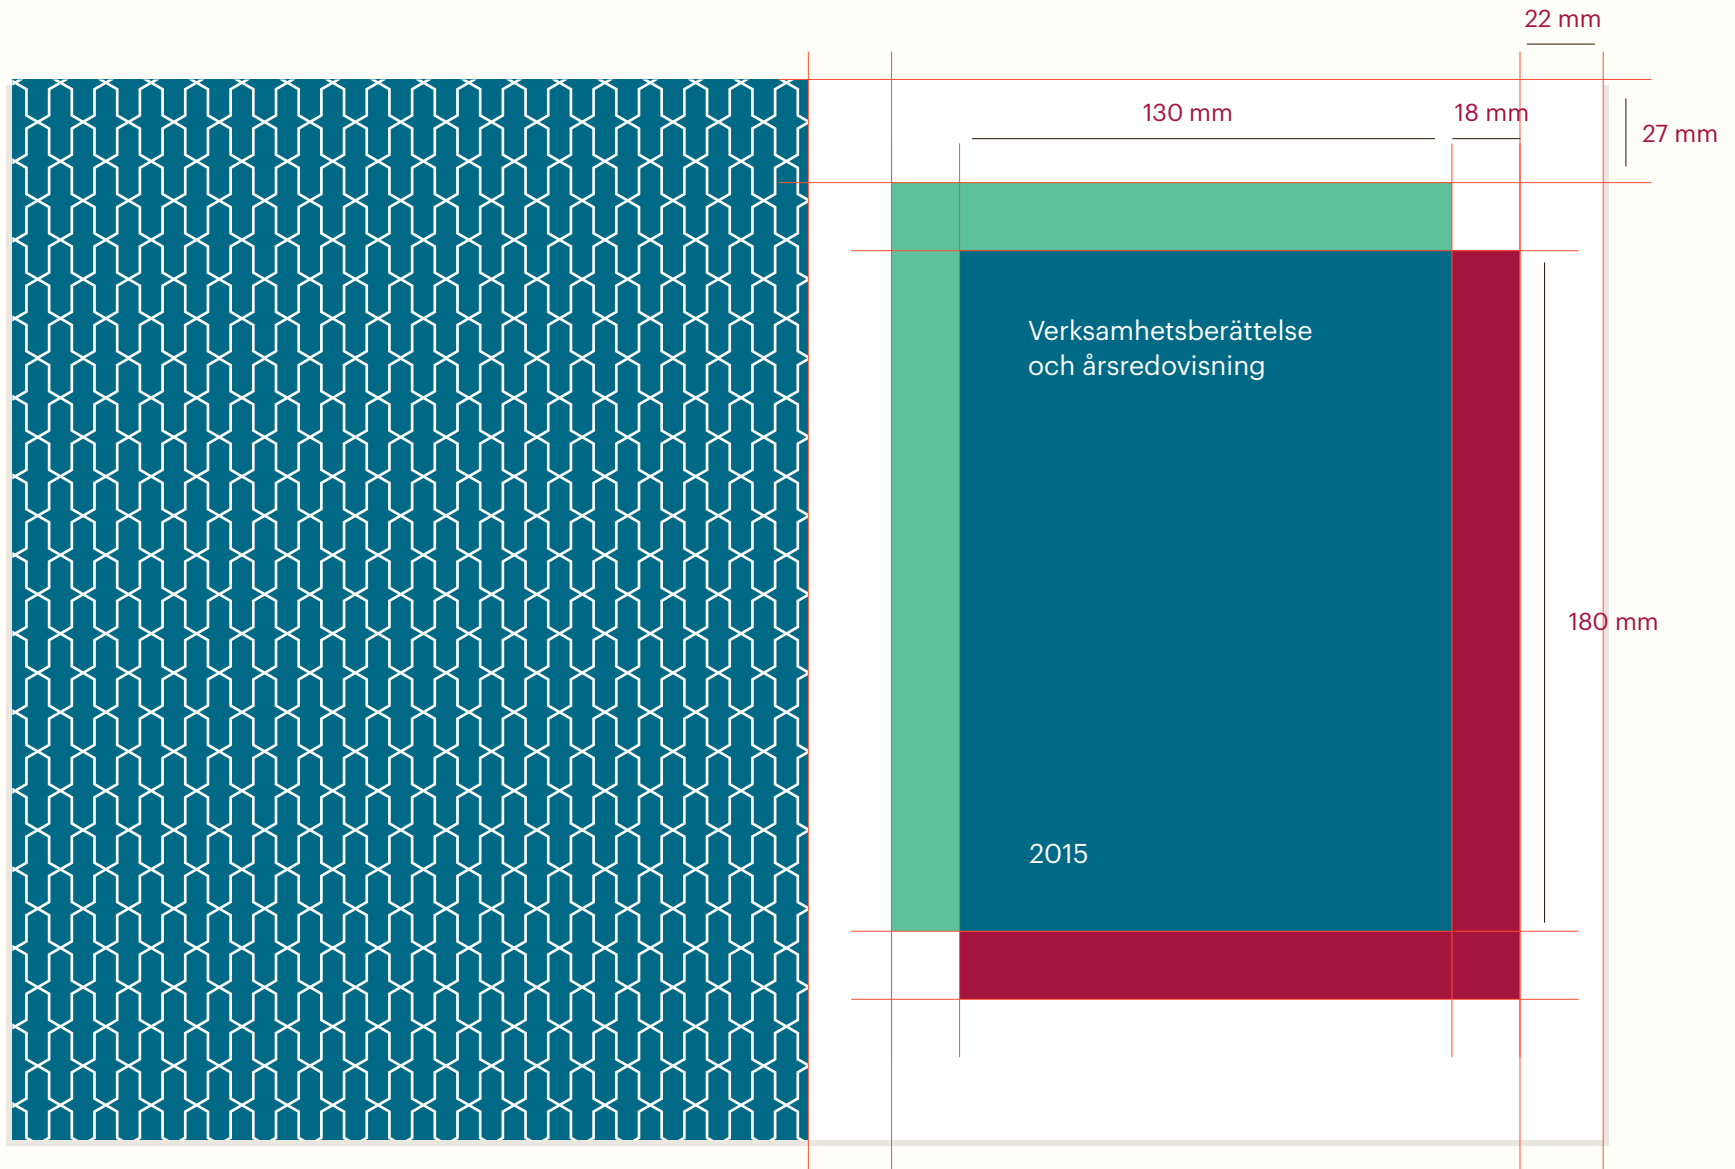 22 mm
130 mm
18 mm
27 mm
Verksamhetsberättelse
och årsredovisning
180 mm
2015